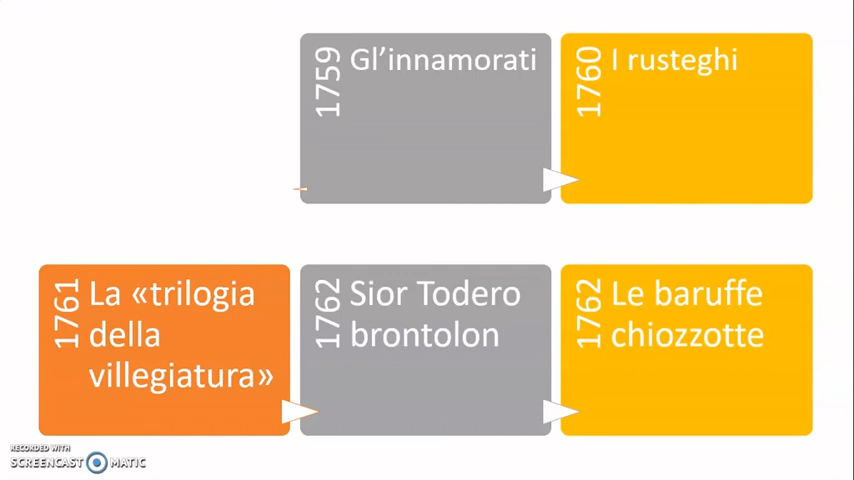 1759
Gl’innamorati
1760
I rusteghi
1761
La «trilogia
della
villegiatura»
1762
Sior Todero
brontolon
1762
Le baruffe
chiozzotte
RECORDED WITH
SCREENCAST MATIC